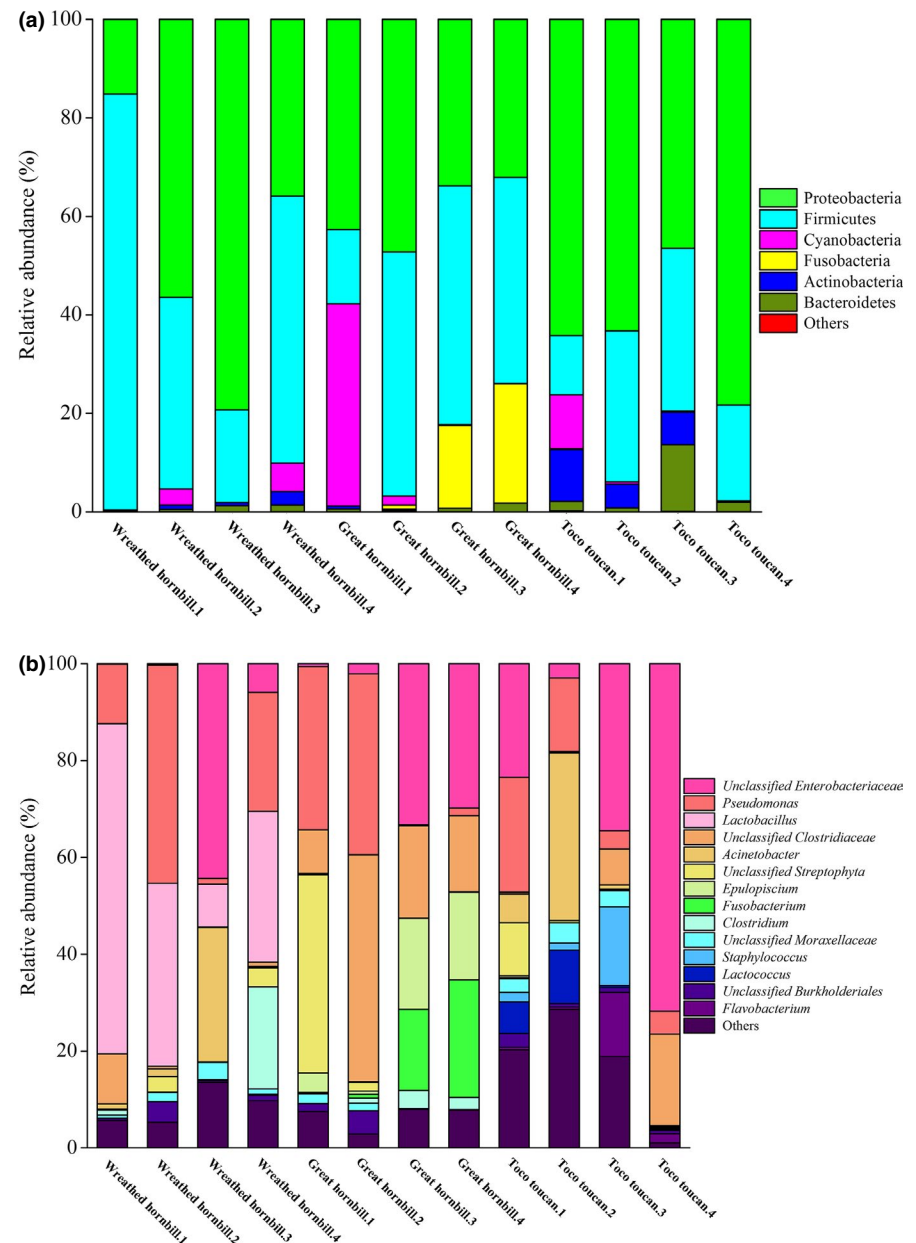 (a)
100
80
60
40
20
0
Relative abundance (%)
Proteobacteria
Firmicutes
Cyanobacteria
Fusobacteria
Actinobacteria
Bacteroidetes
Others
Wreathed hornbill.1
Wreathed hornbill.2
Wreathed hornbill.3
Wreathed hornbill.4
Great hornbill.1
Great hornbill.2
Great hornbill.3
Great hornbill.4
Toco toucan.1
Toco toucan.2
Toco toucan.3
Toco toucan.4
(b)
100
80
60
40
20
0
Relative abundance (%)
Unclassified Enterobacteriaceae
Pseudomonas
Lactobacillus
Unclassified Clostridiaceae
Acinetobacter
Unclassified Streptophyta
Epulopiscium
Fusobacterium
Clostridium
Unclassified Moraxellaceae
Staphylococcus
Lactococcus
Unclassified Burkholderiales
Flavobacterium
Others
Wreathed hornbill.1
Wreathed hornbill.2
Wreathed hornbill.3
Wreathed hornbill.4
Great hornbill.1
Great hornbill.2
Great hornbill.3
Great hornbill.4
Toco toucan.1
Toco toucan.2
Toco toucan.3
Toco toucan.4